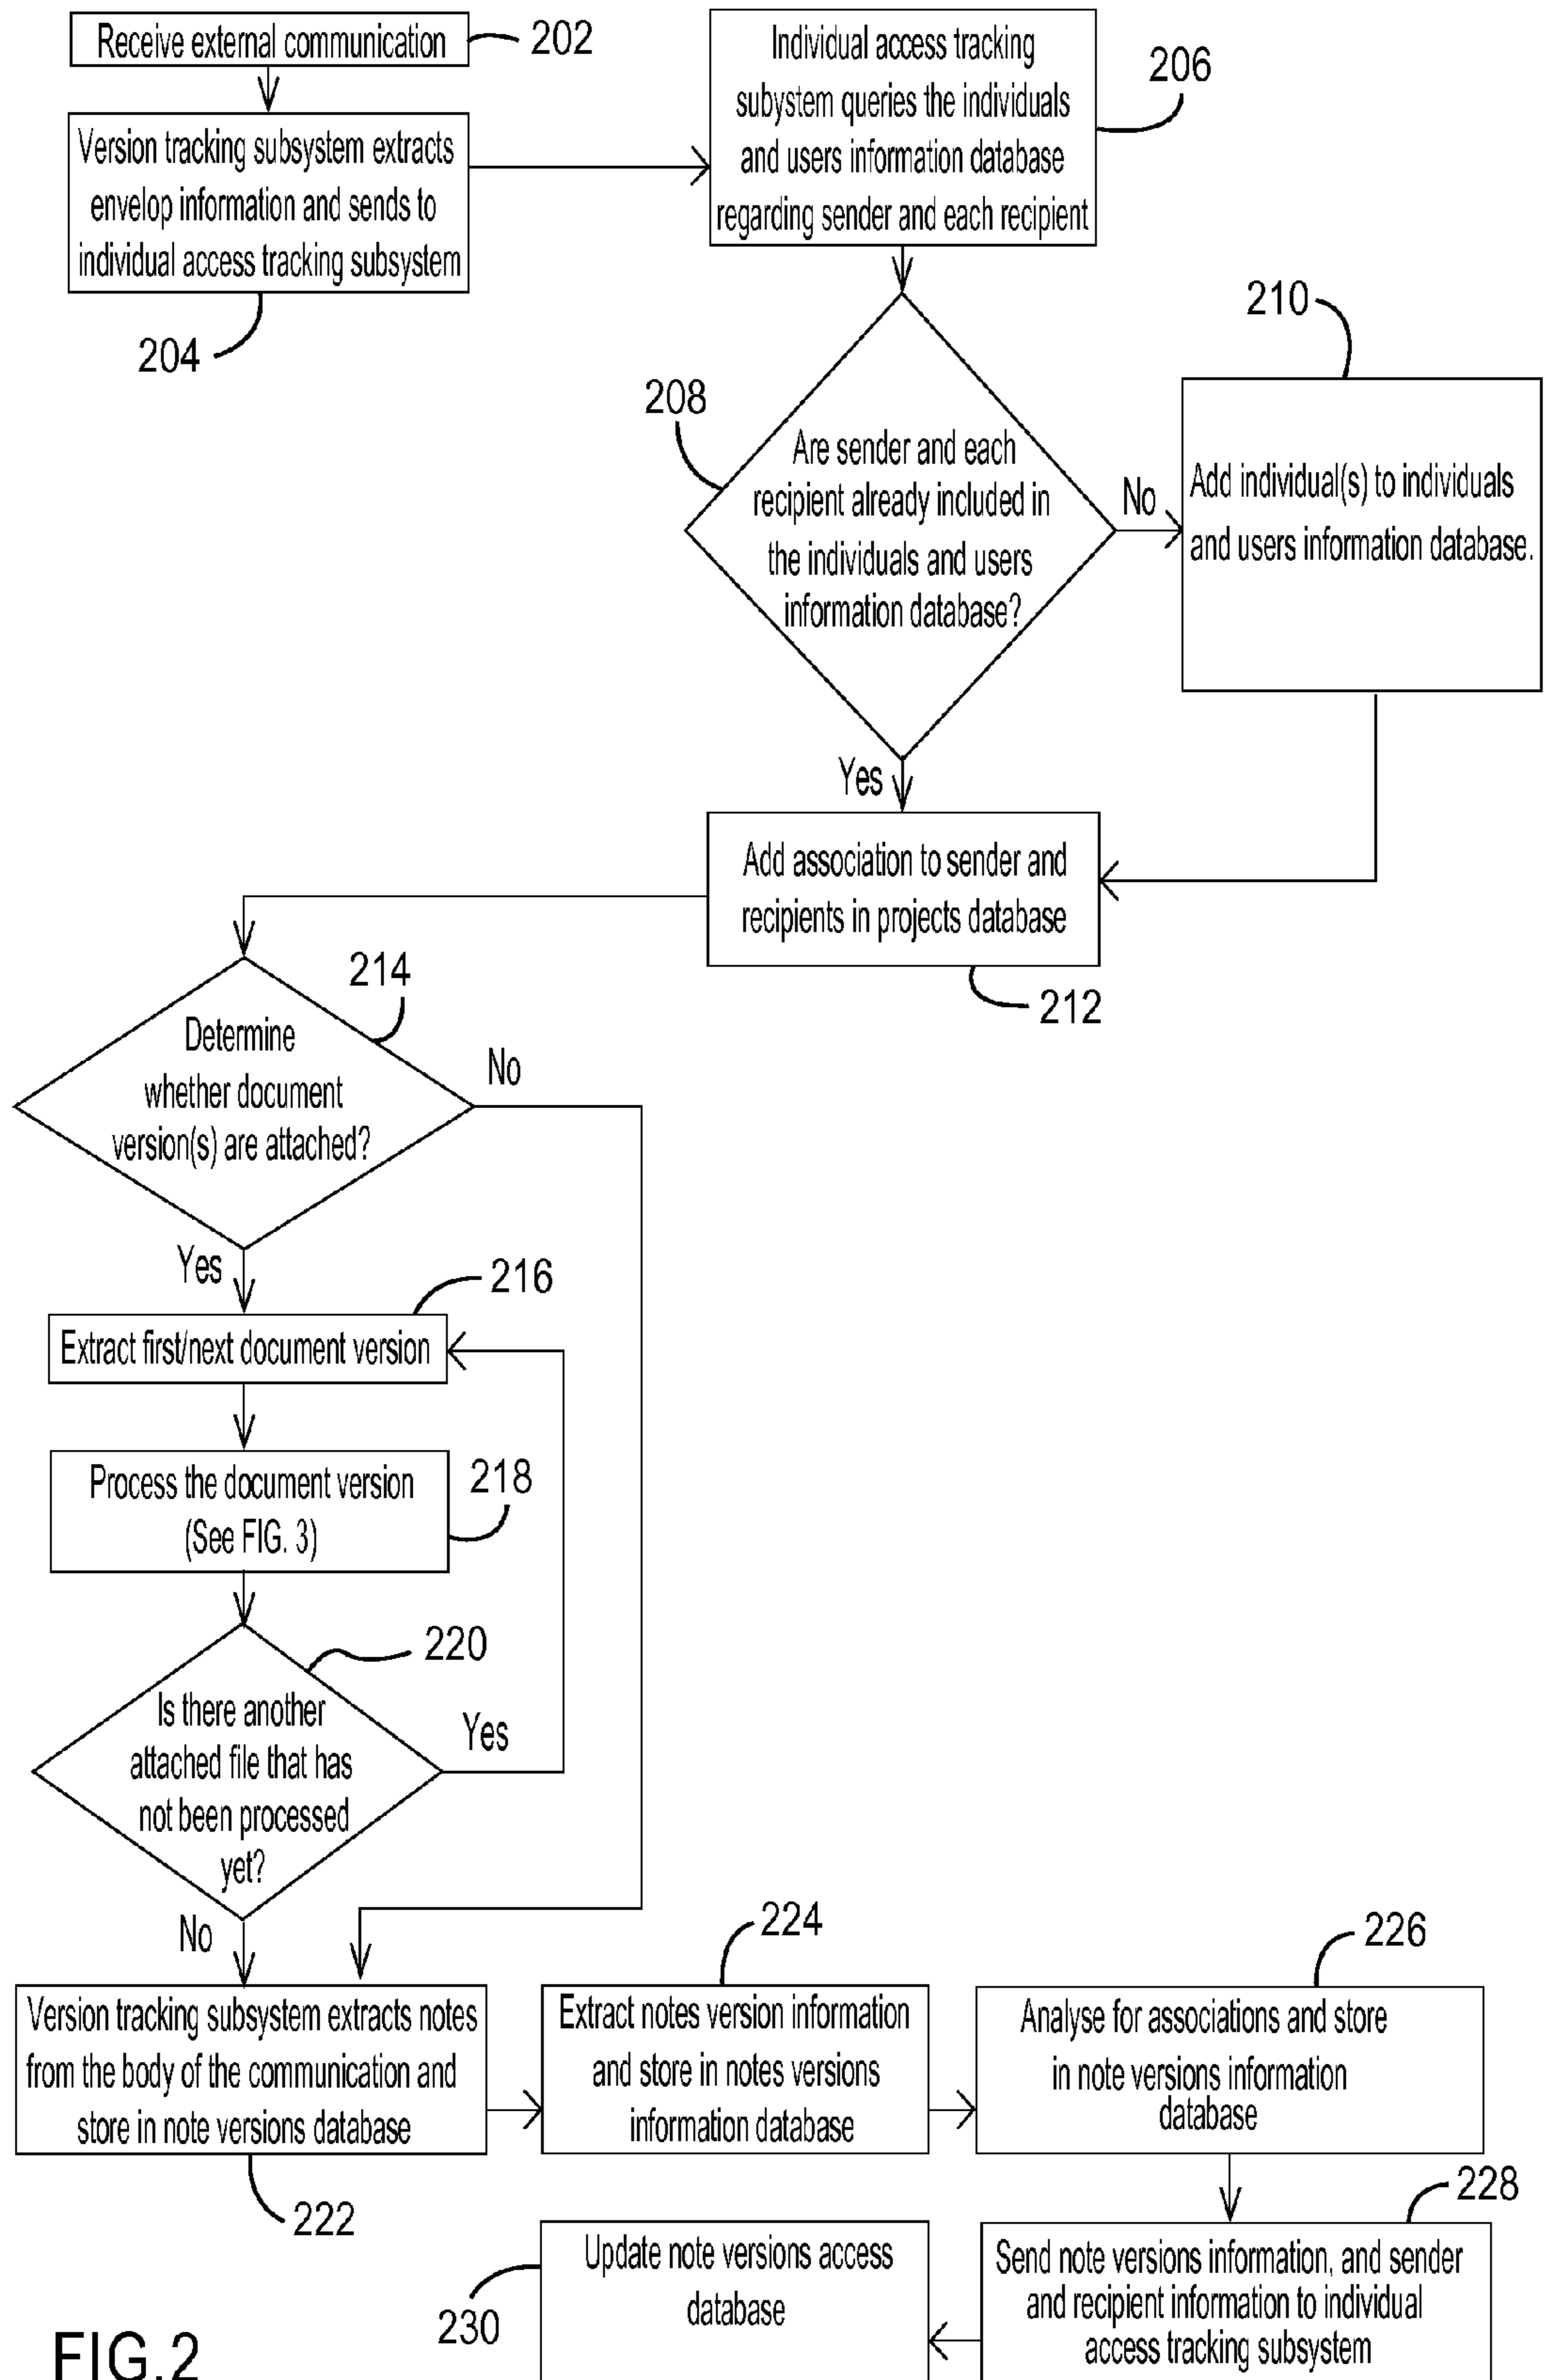 Receive external communication
202
Version tracking subsystem extracts
envelop information and sends to
individual access tracking subsystem
204
Individual access tracking
subystem queries the individuals
and users information database
regarding sender and each recipient
206
208
Are sender and each
recipient already included in
the individuals and users
information database?
No
210
Add individual(s) to individuals
and users information database.
Yes
Add association to sender and
recipients in projects database
212
214
Determine
whether document
version(s) are attached?
No
Yes
216
Extract first/next document version
Process the document version
(See FIG. 3)
218
220
Is there another
attached file that has
not been processed
yet?
Yes
No
Version tracking subsystem extracts notes
from the body of the communication and
store in note versions database
222
224
Extract notes version information
and store in notes versions
information database
226
Analyse for associations and store
in note versions information
database
228
Send note versions information, and sender
and recipient information to individual
access tracking subsystem
Update note versions access
database
230
FIG.2